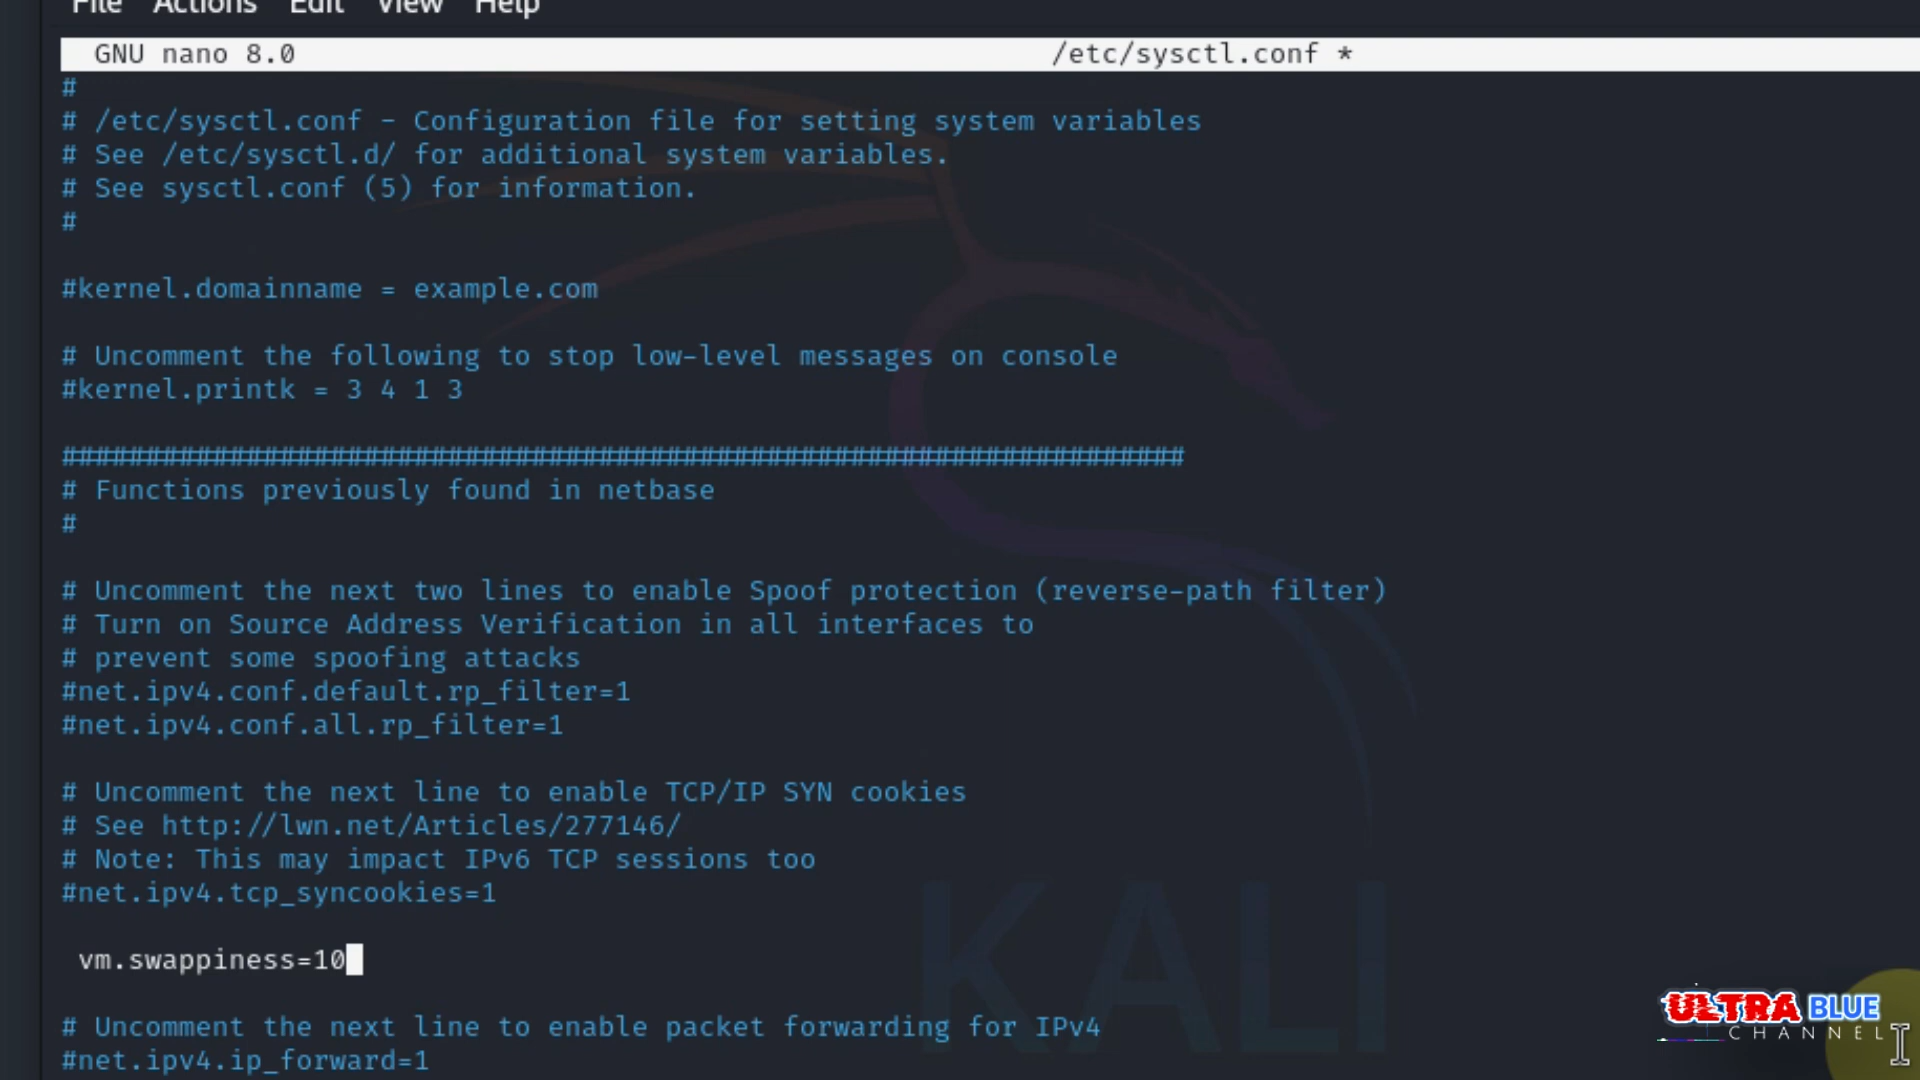 File Actions Edit View Help
GNU nano 8.0 /etc/sysctl.conf *
#
# /etc/sysctl.conf - Configuration file for setting system variables
# See /etc/sysctl.d/ for additional system variables.
# See sysctl.conf (5) for information.
#
#kernel.domainname = example.com
# Uncomment the following to stop low-level messages on console
#kernel.printk = 3 4 1 3
###################################################################
# Functions previously found in netbase
#
# Uncomment the next two lines to enable Spoof protection (reverse-path filter)
# Turn on Source Address Verification in all interfaces to
# prevent some spoofing attacks
#net.ipv4.conf.default.rp_filter=1
#net.ipv4.conf.all.rp_filter=1
# Uncomment the next line to enable TCP/IP SYN cookies
# See http://lwn.net/Articles/277146/
# Note: This may impact IPv6 TCP sessions too
#net.ipv4.tcp_syncookies=1
vm.swappiness=10
# Uncomment the next line to enable packet forwarding for IPv4
#net.ipv4.ip_forward=1
KALI
ULTRA BLUE
CHANNEL